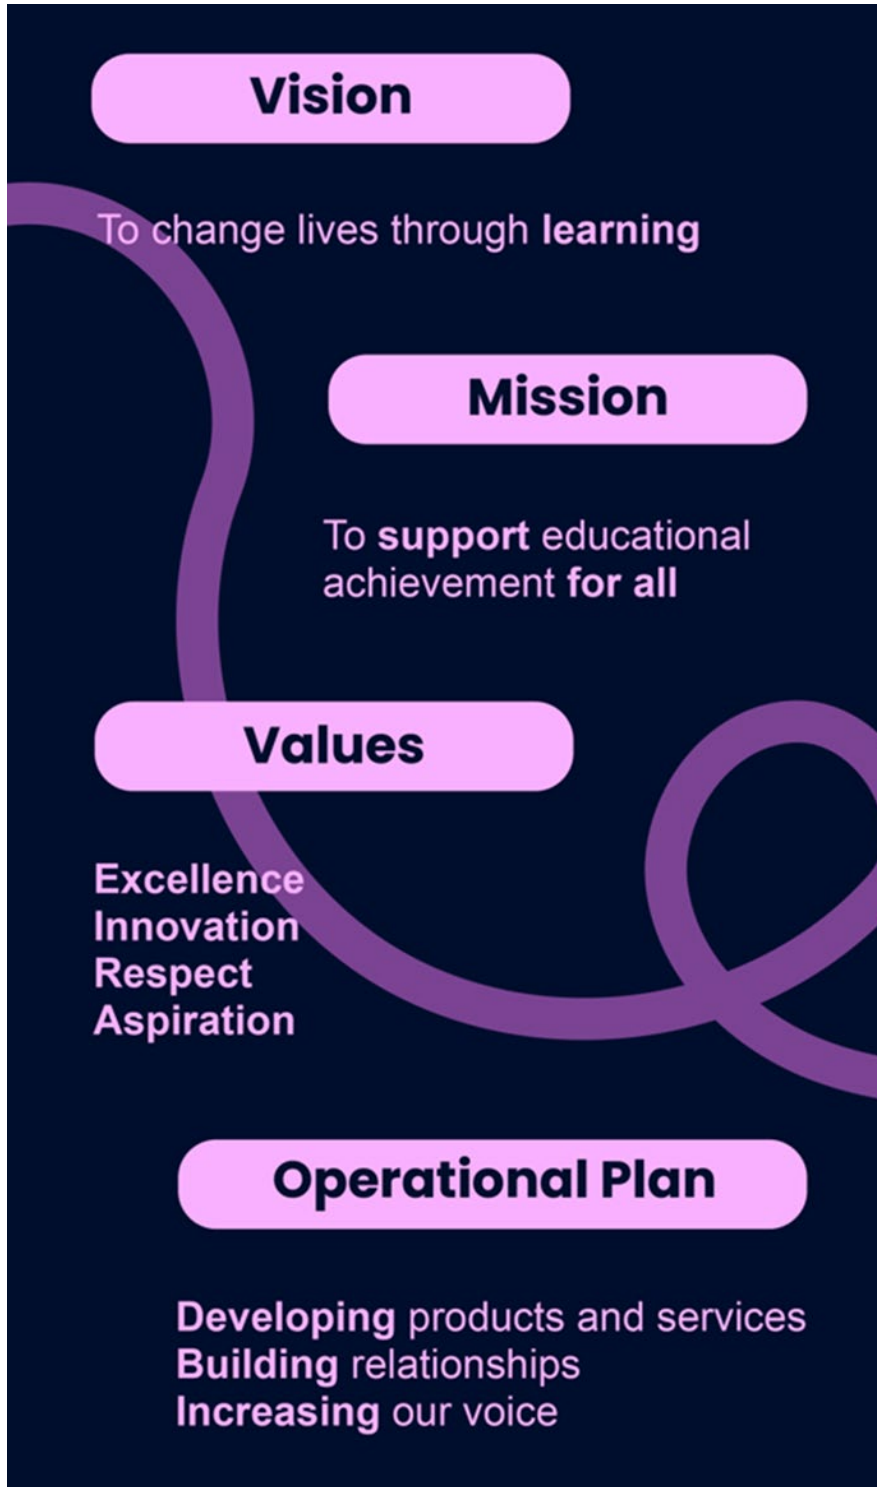 Vision
To change lives through learning
Mission
To support educational
achievement for all
Values
Excellence
Innovation
Respect
Aspiration
Operational Plan
Developing products and services
Building relationships
Increasing our voice